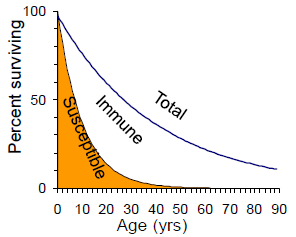 100
Percent surviving
50
0
Total
Immune
Susceptible
0 10 20 30 40 50 60 70 80 90
Age (yrs)